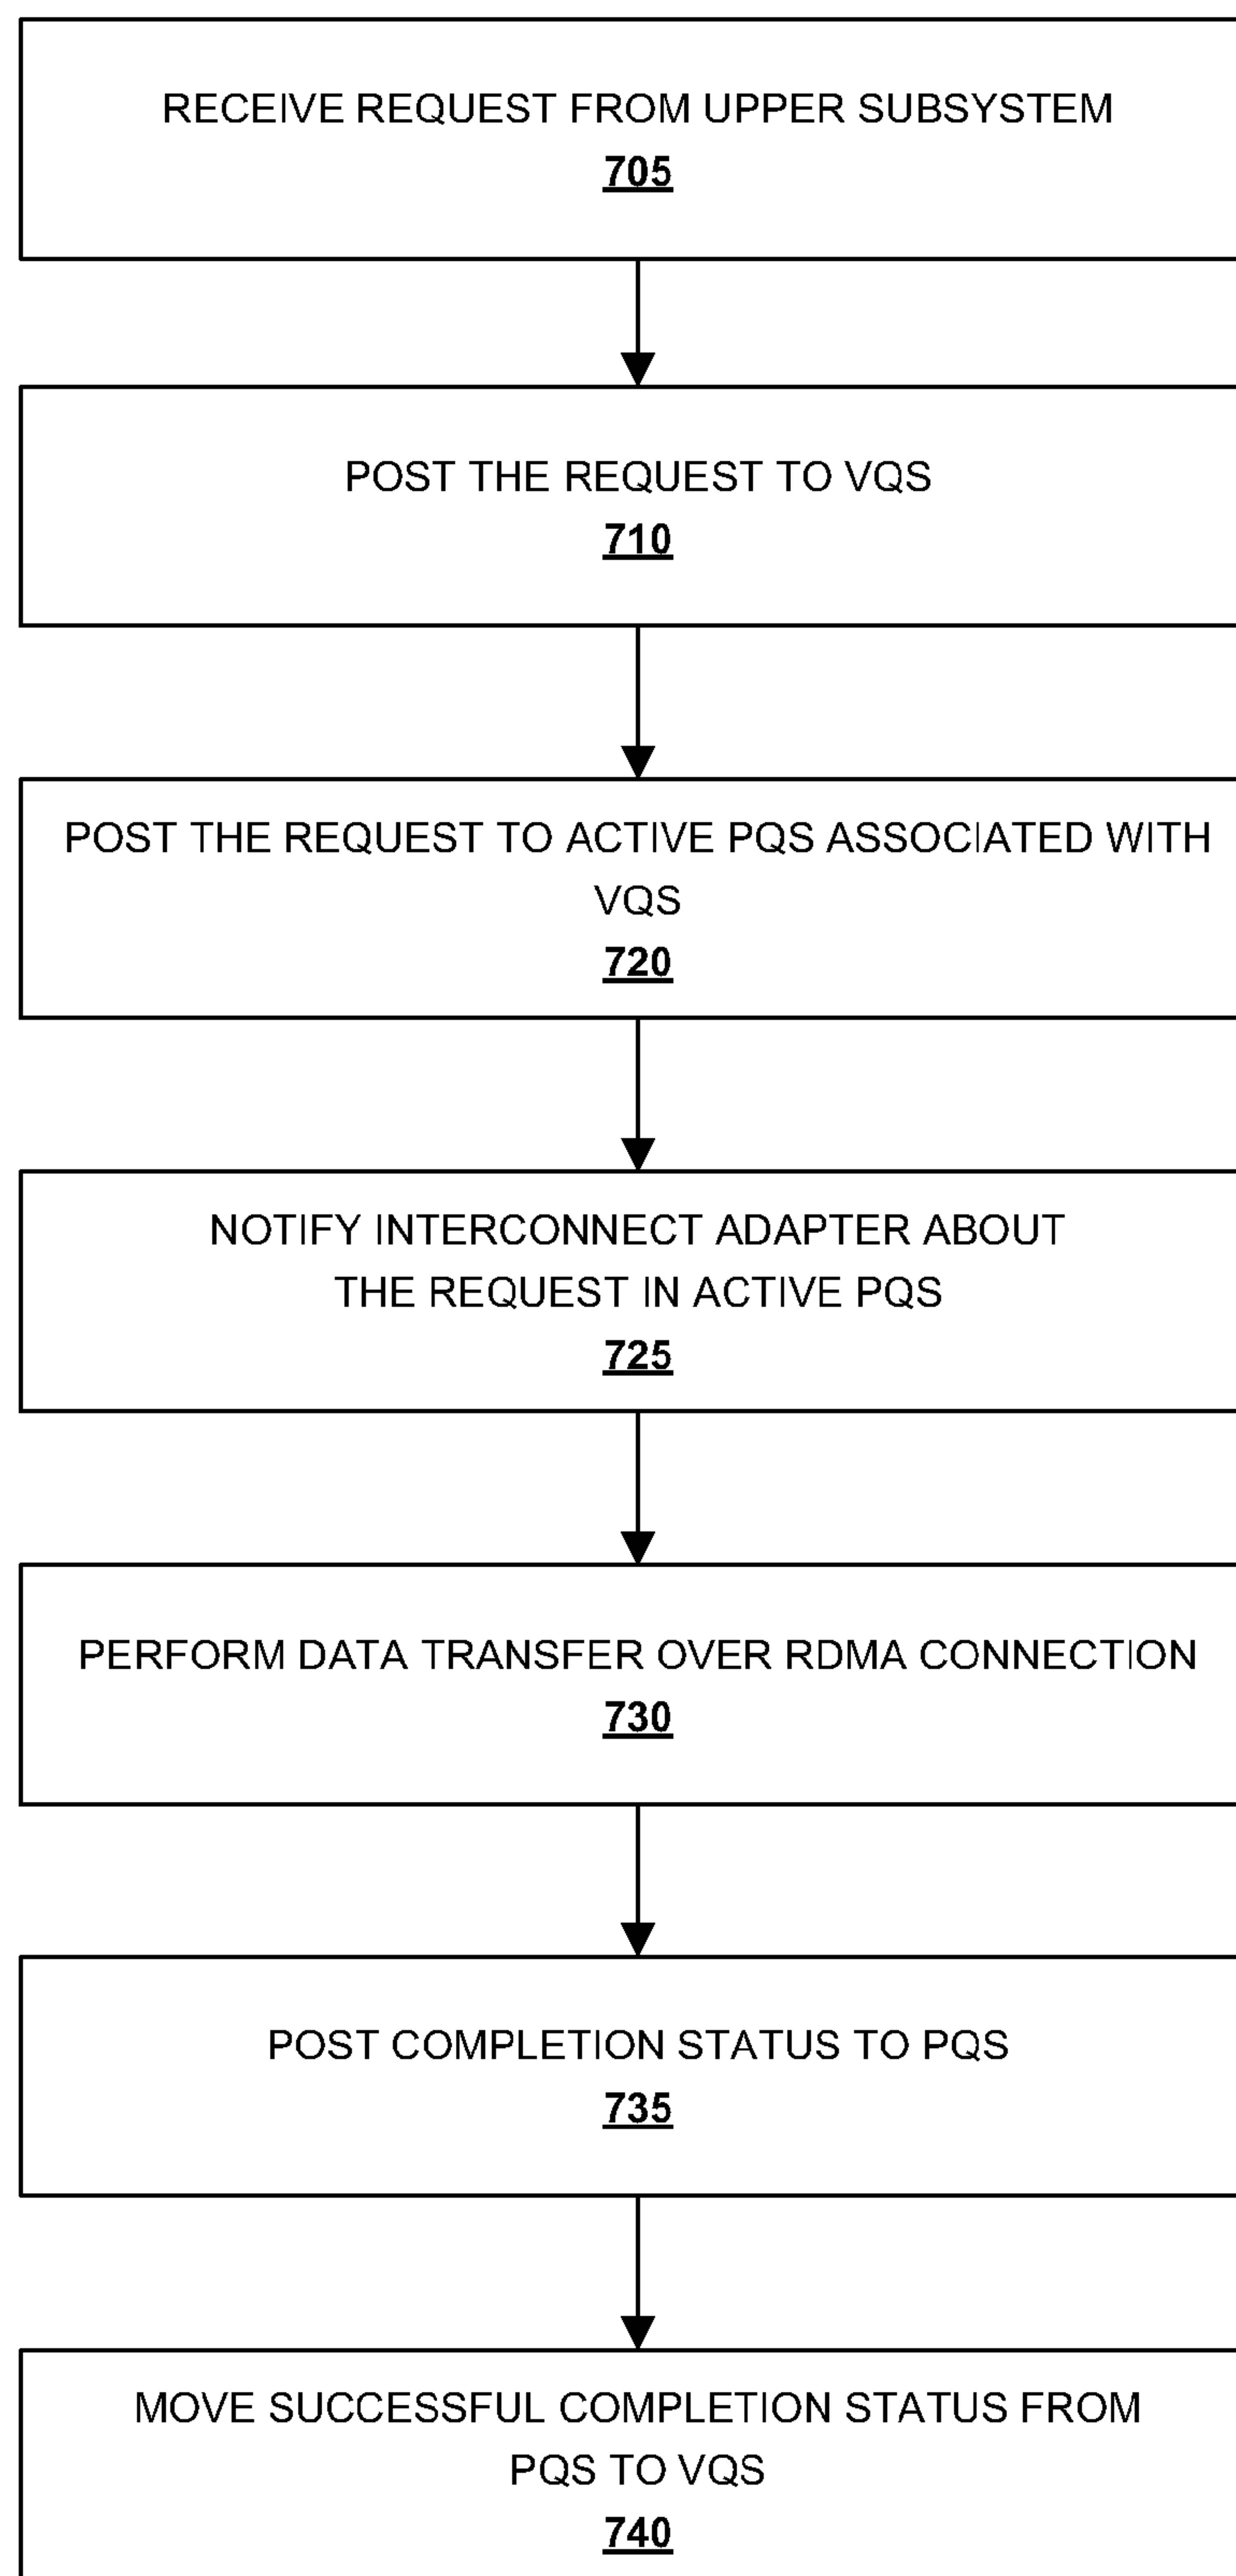 RECEIVE REQUEST FROM UPPER SUBSYSTEM
705
POST THE REQUEST TO VQS
710
POST THE REQUEST TO ACTIVE PQS ASSOCIATED WITH
VQS
720
NOTIFY INTERCONNECT ADAPTER ABOUT
THE REQUEST IN ACTIVE PQS
725
PERFORM DATA TRANSFER OVER RDMA CONNECTION
730
POST COMPLETION STATUS TO PQS
735
MOVE SUCCESSFUL COMPLETION STATUS FROM
PQS TO VQS
740